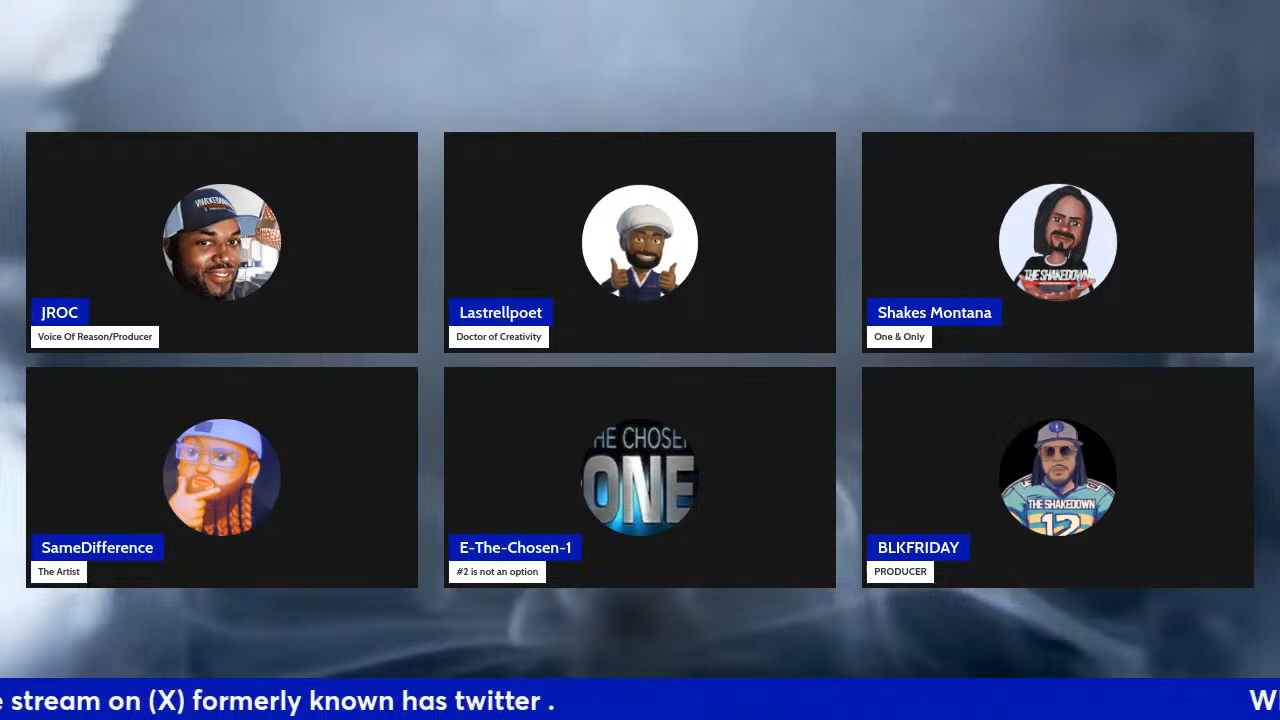 JROC
Voice Of Reason/Producer
Lastrellpoet
Doctor of Creativity
THE SHAKEDOWN
Shakes Montana
One & Only
SameDifference
The Artist
HE CHOSE
ONE
E-The-Chosen-1
#2 is not an option
THE SHAKEDOWN
12
BLKFRIDAY
PRODUCER
stream on (X) formerly known has twitter .